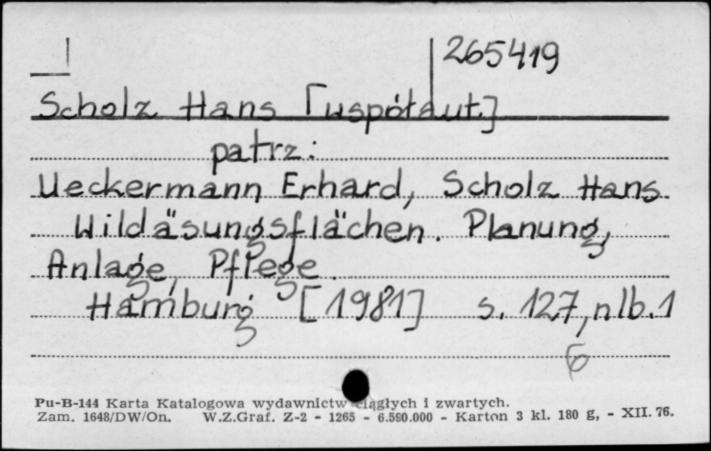 265419
Scholz Hans [współaut.]
patrz:
Ueckermann Erhard, Scholz Hans
Wildäsungsflächen. Planung,
Anlage, Pflege.
Hamburg [1981] s. 127, nlb. 1
6
Pu-B-144 Karta Katalogowa wydawnictw ciągłych i zwartych.
Zam. 1648/DW/On. W.Z.Graf. Z-2 - 1265 - 6.590.000 - Karton 3 kl. 180 g, - XII. 76.